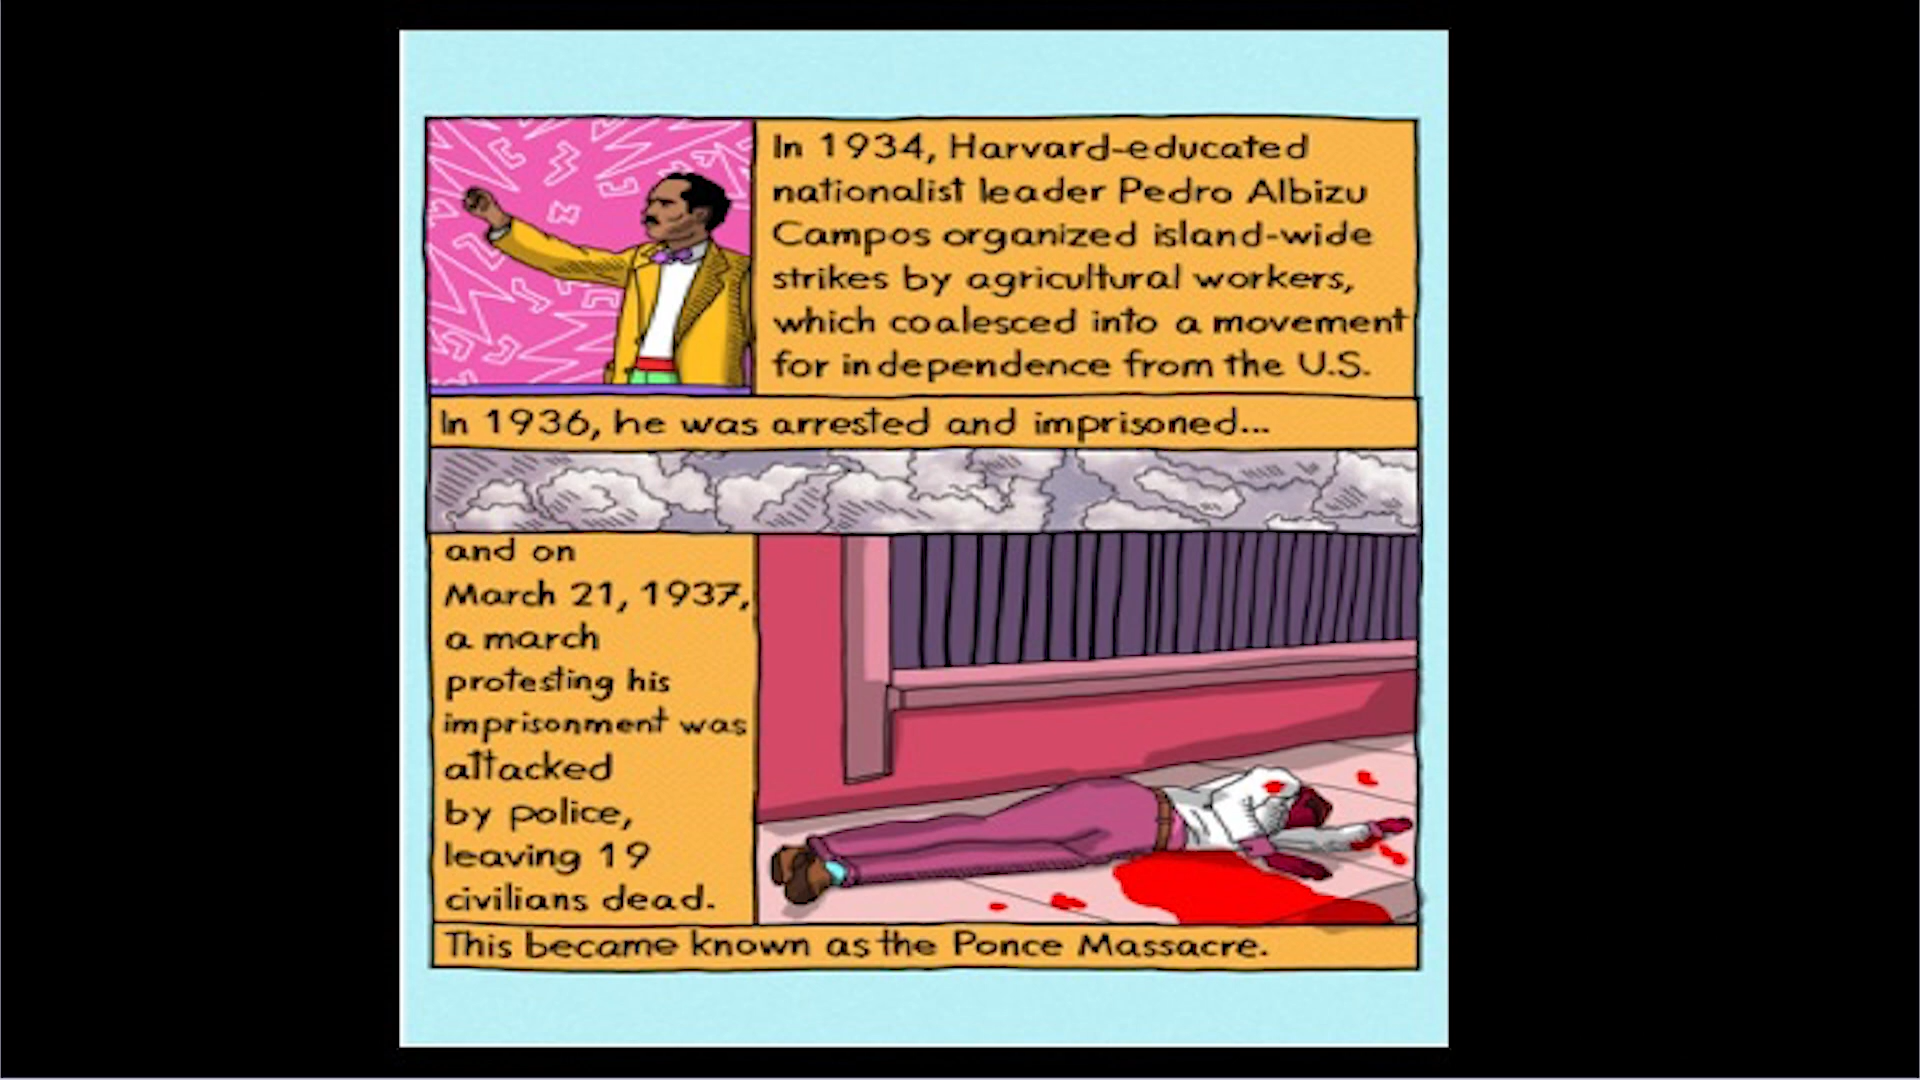 In 1934, Harvard-educated
nationalist leader Pedro Albizu
Campos organized island-wide
strikes by agricultural workers,
which coalesced into a movement
for independence from the U.S.
In 1936, he was arrested and imprisoned...
and on
March 21, 1937,
a march
protesting his
imprisonment was
attacked
by police,
leaving 19
civilians dead.
This became known as the Ponce Massacre.